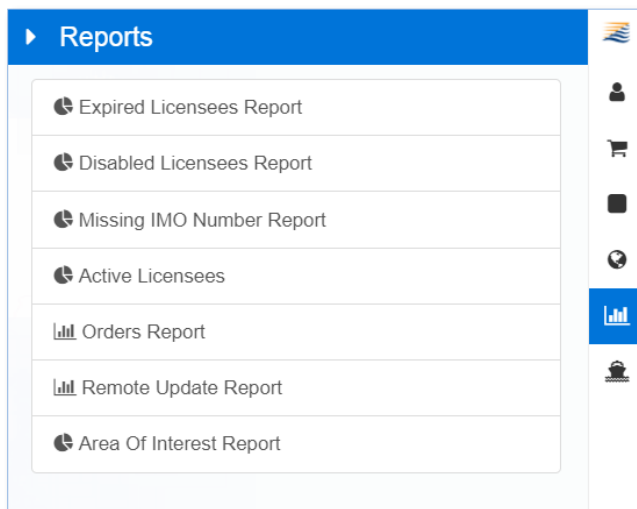 Reports
Expired Licensees Report
Disabled Licensees Report
Missing IMO Number Report
Active Licensees
Orders Report
Remote Update Report
Area Of Interest Report